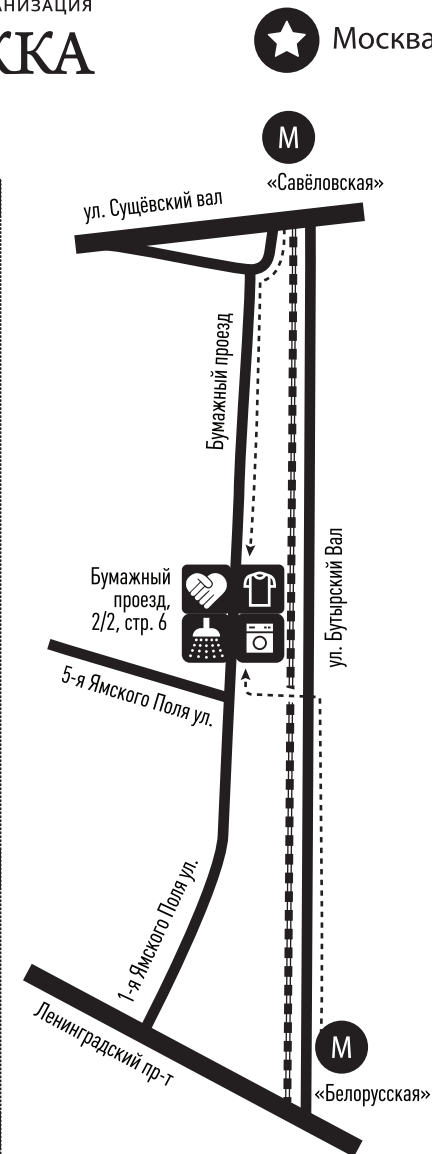 АНИЗАЦИЯ
ККА
Москва
М
«Савёловская»
ул. Сущёвский вал
Бумажный проезд
Бумажный
проезд,
2/2, стр. 6
ул. Бутырский Вал
5-я Ямского Поля ул.
1-я Ямского Поля ул.
Ленинградский пр-т
М
«Белорусская»